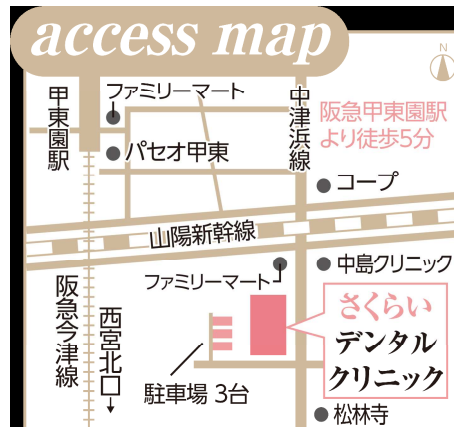 access map
N
ファミリーマート
甲東園駅
中津浜線
阪急甲東園駅
より徒歩5分
パセオ甲東
コープ
山陽新幹線
中島クリニック
ファミリーマート
阪急今津線
西宮北口→
さくらい
デンタル
クリニック
駐車場 3台
松林寺